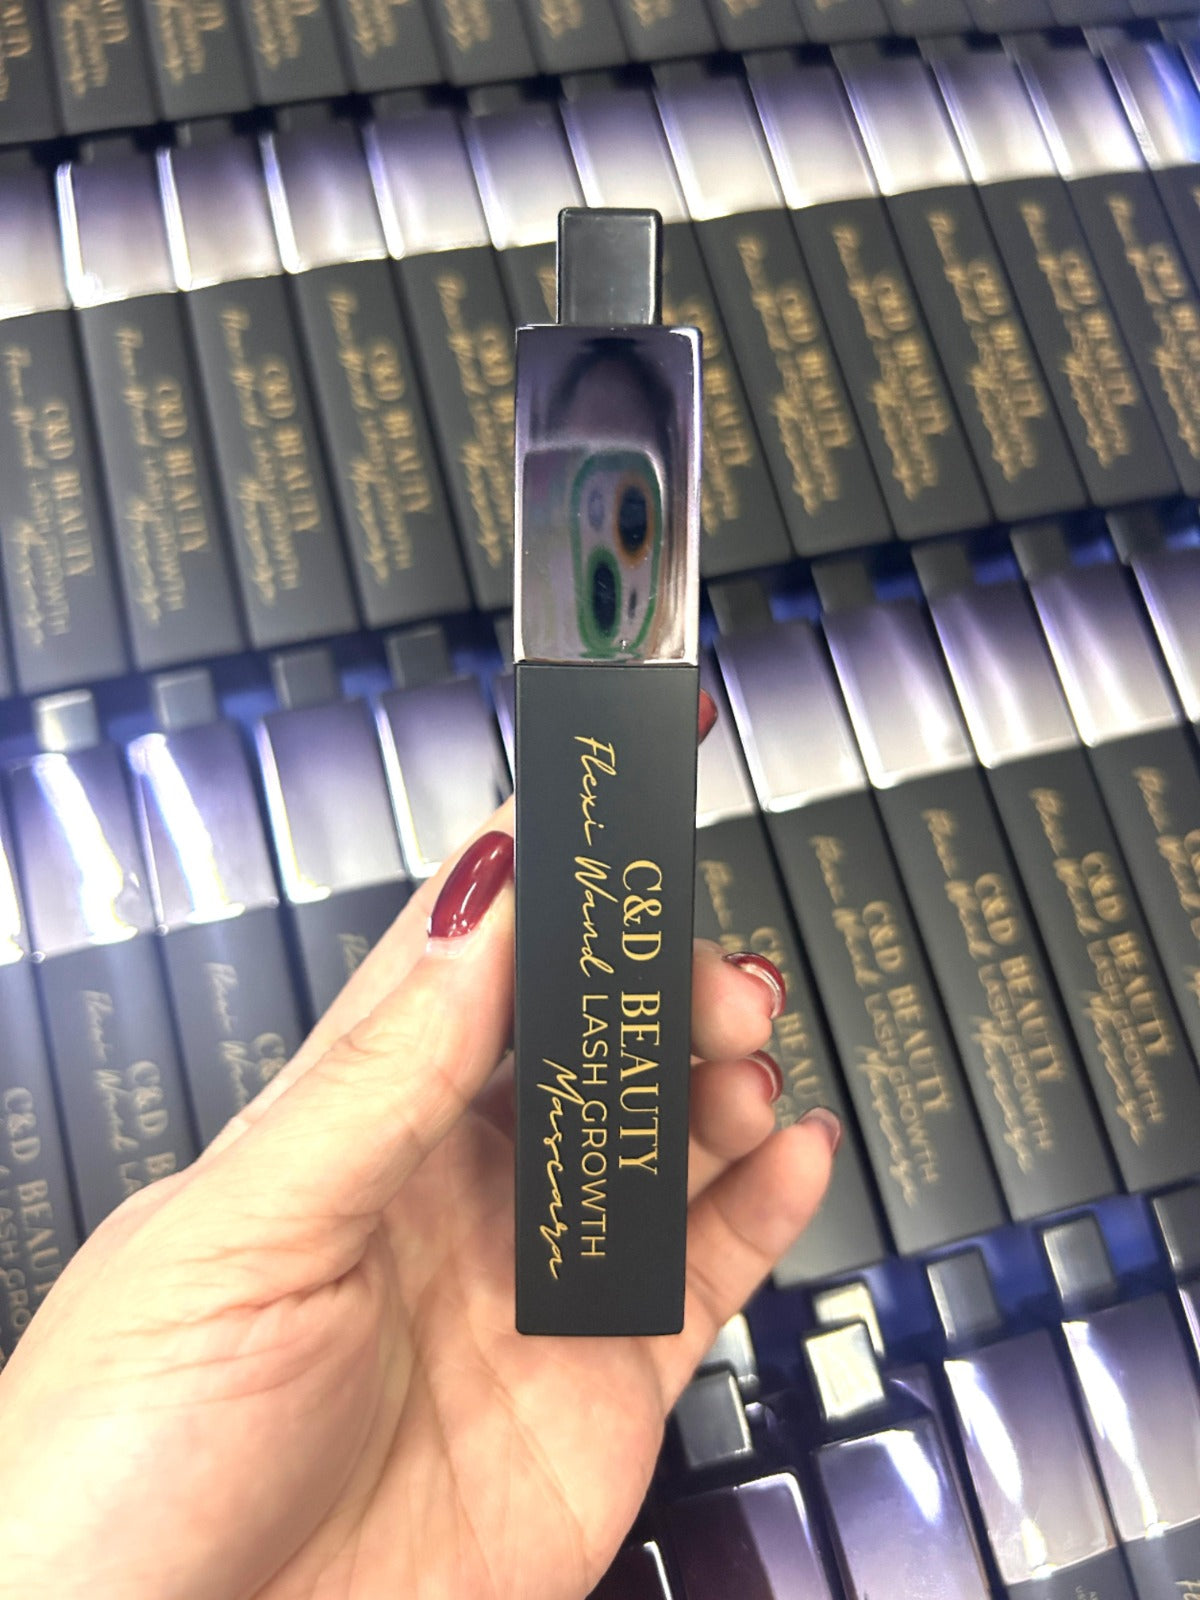 C&D BEAUTY
Flexi Wand LASH GROWTH
Mascara